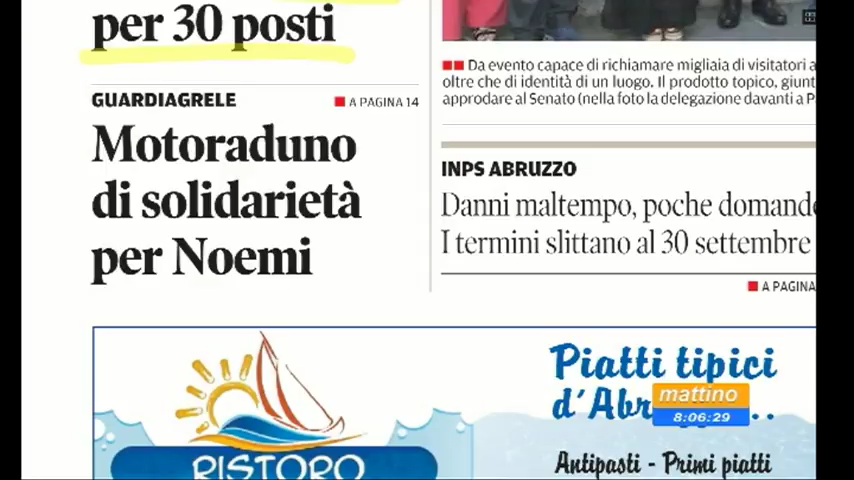 per 30 posti
GUARDIAGRELE
A PAGINA 14
Motoraduno
di solidarietà
per Noemi
Da evento capace di richiamare migliaia di visitatori a
oltre che di identità di un luogo. Il prodotto topico, giunt
approdare al Senato (nella foto la delegazione davanti a P
INPS ABRUZZO
Danni maltempo, poche domande
I termini slittano al 30 settembre
A PAGINA
Piatti tipici
mattino
8:06:29
Antipasti - Primi piatti
RISTORO